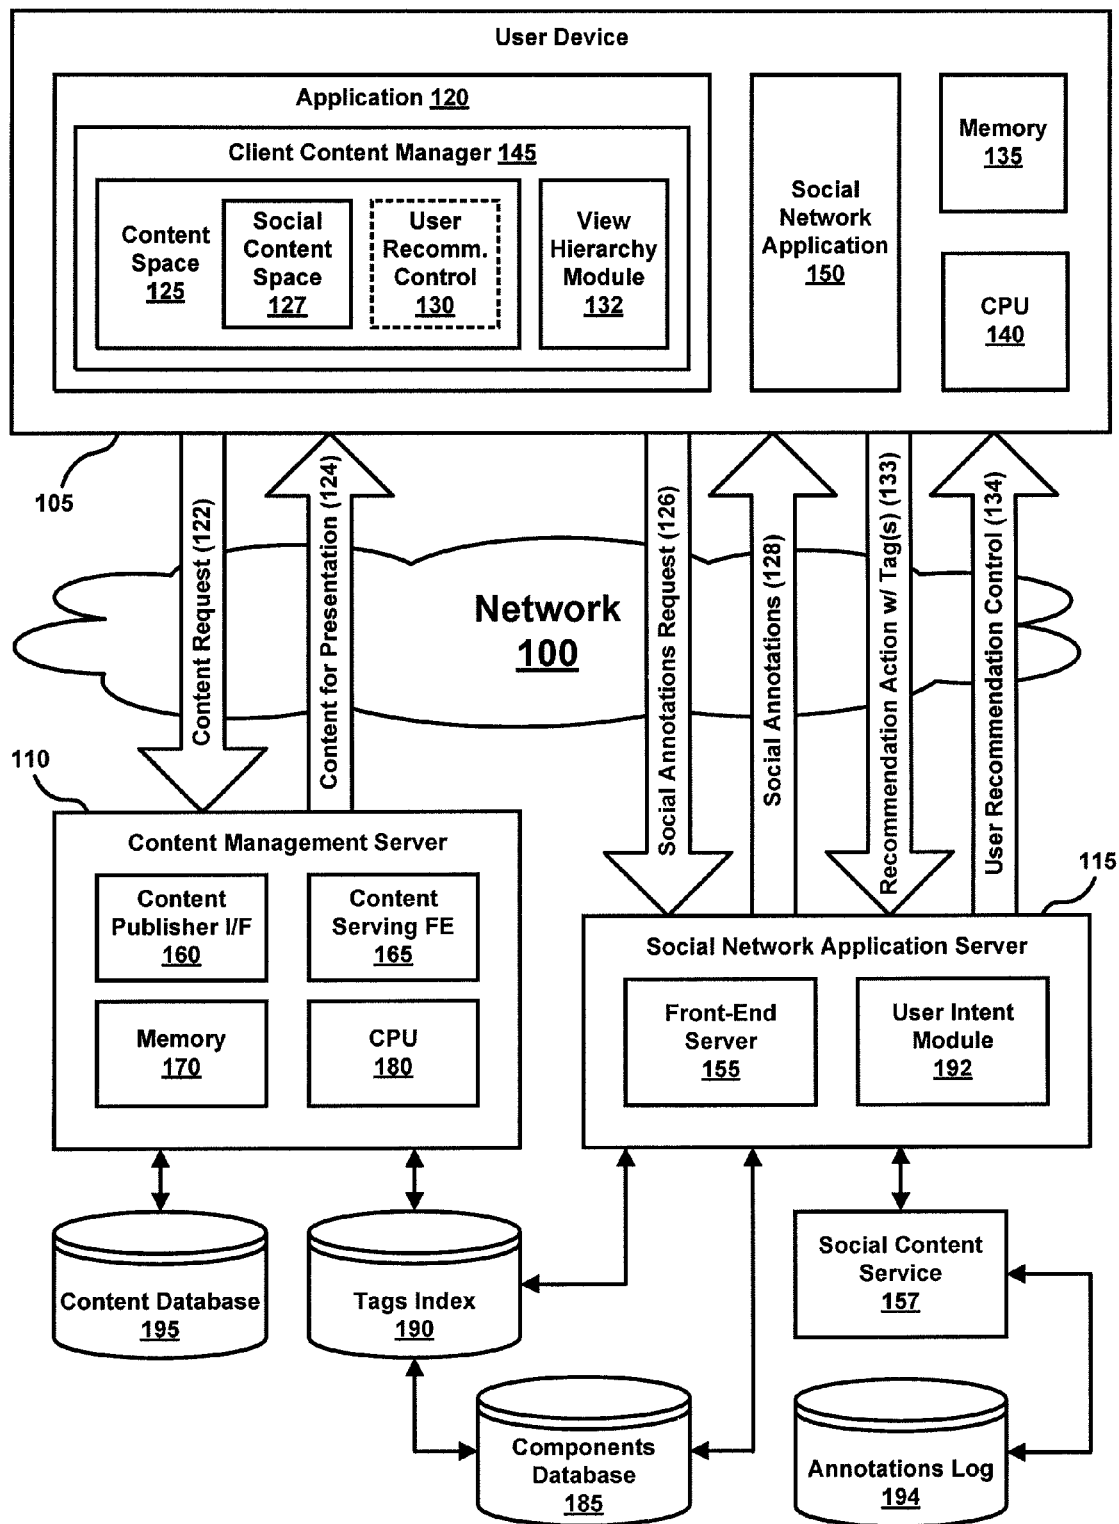 User Device
Application 120
Client Content Manager 145
Content
Space
125
Social
Content
Space
127
User
Recomm.
Control
130
View
Hierarchy
Module
132
Social
Network
Application
150
Memory
135
CPU
140
105
Content Request (122)
Content for Presentation (124)
Network
100
Social Annotations Request (126)
Social Annotations (128)
Recommendation Action w/ Tag(s) (133)
User Recommendation Control (134)
110
Content Management Server
Content
Publisher I/F
160
Content
Serving FE
165
Memory
170
CPU
180
115
Social Network Application Server
Front-End
Server
155
User Intent
Module
192
Content Database
195
Tags Index
190
Social Content
Service
157
Components
Database
185
Annotations Log
194